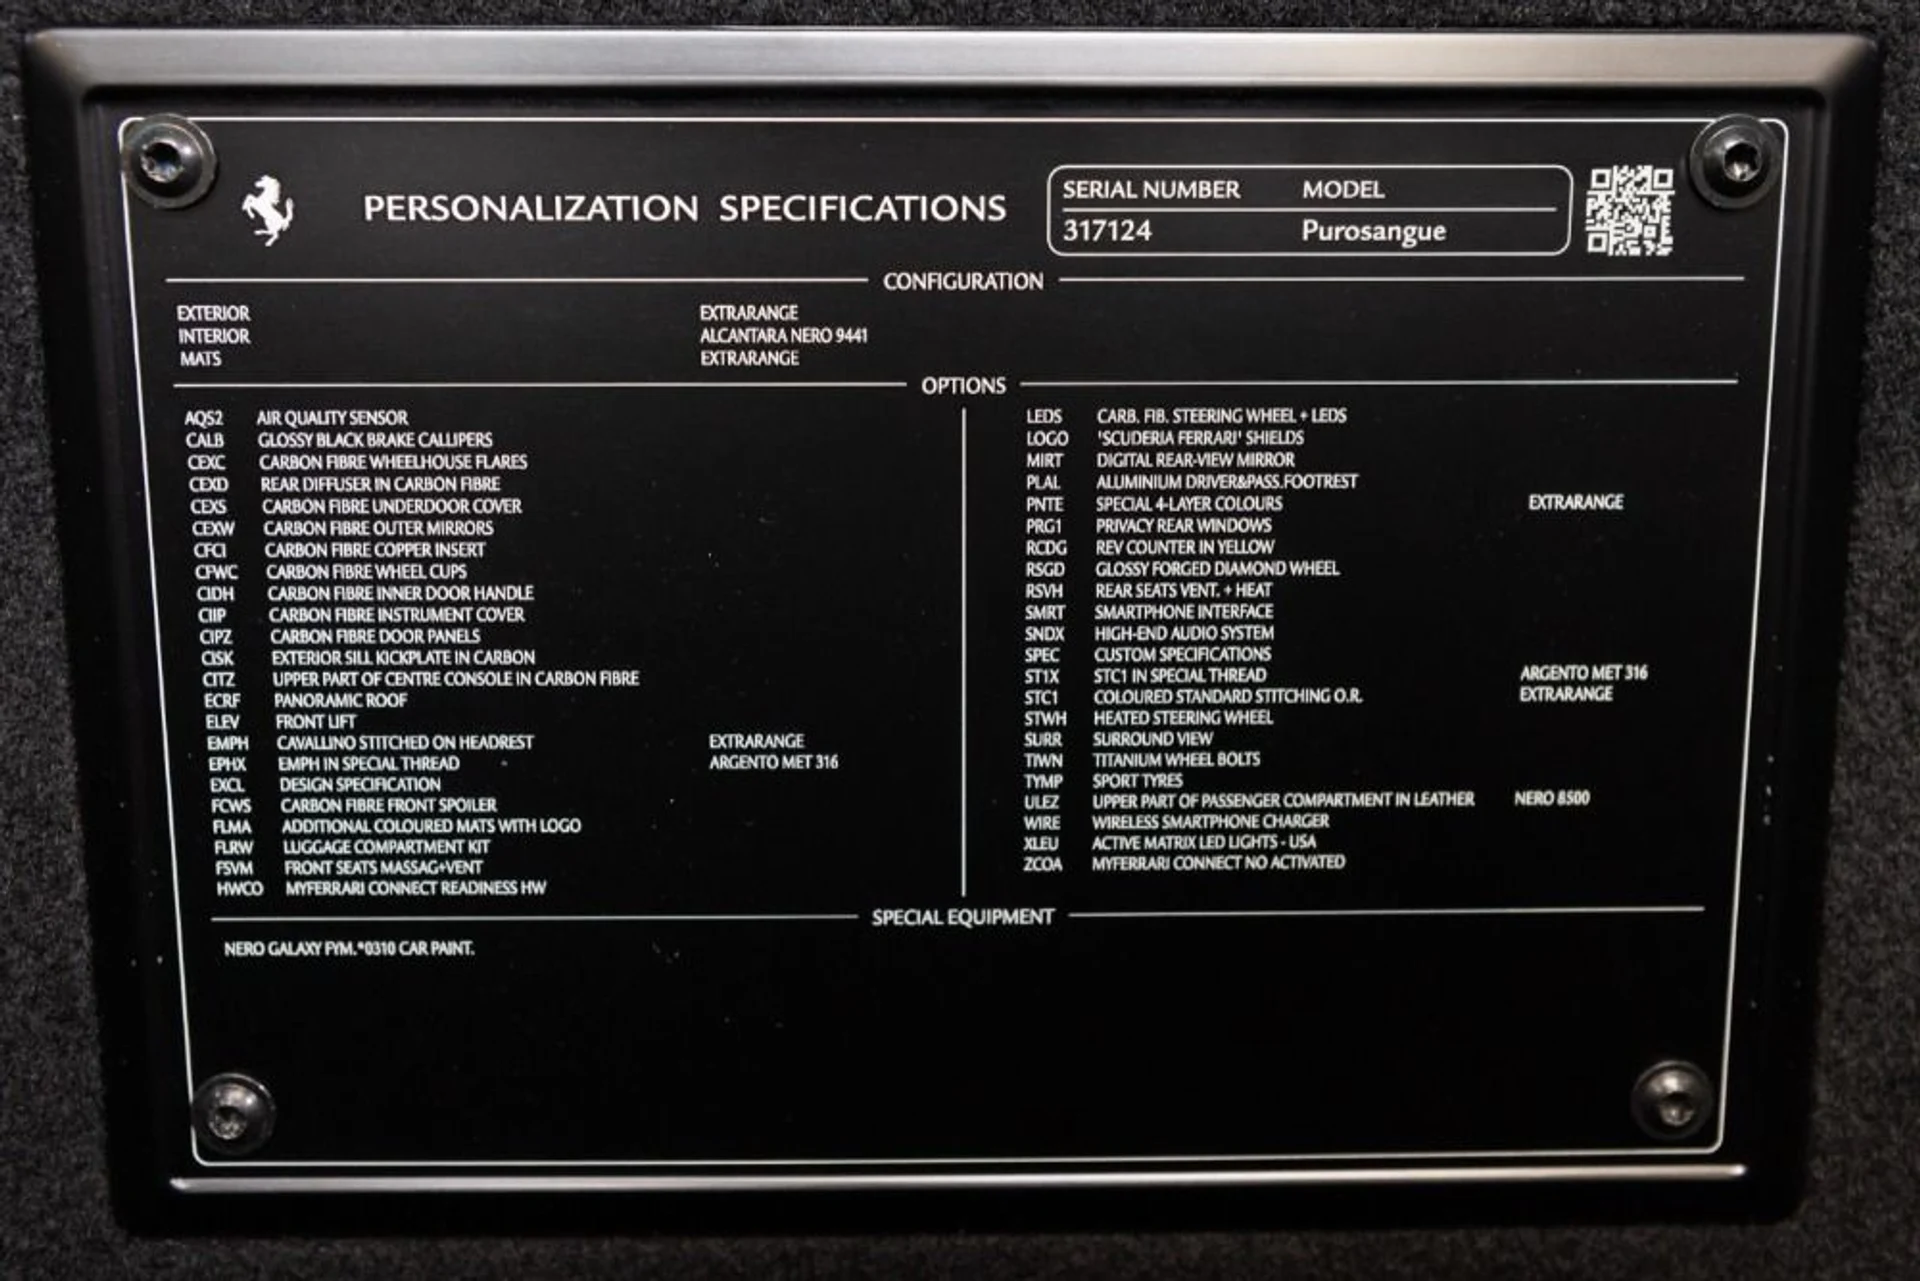 PERSONALIZATION SPECIFICATIONS
SERIAL NUMBER MODEL
317124 Purosangue
CONFIGURATION
EXTERIOR EXTRARANGE
INTERIOR ALCANTARA NERO 9441
MATS EXTRARANGE
OPTIONS
AQS2 AIR QUALITY SENSOR
CALB GLOSSY BLACK BRAKE CALLIPERS
CEXC CARBON FIBRE WHEELHOUSE FLARES
CEXD REAR DIFFUSER IN CARBON FIBRE
CEXS CARBON FIBRE UNDERDOOR COVER
CEXW CARBON FIBRE OUTER MIRRORS
CFCI CARBON FIBRE COPPER INSERT
CFWC CARBON FIBRE WHEEL CUPS
CIDH CARBON FIBRE INNER DOOR HANDLE
CIIP CARBON FIBRE INSTRUMENT COVER
CIPZ CARBON FIBRE DOOR PANELS
CISK EXTERIOR SILL KICKPLATE IN CARBON
CITZ UPPER PART OF CENTRE CONSOLE IN CARBON FIBRE
ECRF PANORAMIC ROOF
ELEV FRONT LIFT
EMPH CAVALLINO STITCHED ON HEADREST EXTRARANGE
EPHX EMPH IN SPECIAL THREAD ARGENTO MET 316
EXCL DESIGN SPECIFICATION
FCWS CARBON FIBRE FRONT SPOILER
FLMA ADDITIONAL COLOURED MATS WITH LOGO
FLRW LUGGAGE COMPARTMENT KIT
FSVM FRONT SEATS MASSAG+VENT
HWCO MYFERRARI CONNECT READINESS HW
LEDS CARB. FIB. STEERING WHEEL + LEDS
LOGO 'SCUDERIA FERRARI' SHIELDS
MIRT DIGITAL REAR-VIEW MIRROR
PLAL ALUMINIUM DRIVER&PASS.FOOTREST
PNTE SPECIAL 4-LAYER COLOURS EXTRARANGE
PRG1 PRIVACY REAR WINDOWS
RCDG REV COUNTER IN YELLOW
RSGD GLOSSY FORGED DIAMOND WHEEL
RSVH REAR SEATS VENT. + HEAT
SMRT SMARTPHONE INTERFACE
SNDX HIGH-END AUDIO SYSTEM
SPEC CUSTOM SPECIFICATIONS
ST1X STC1 IN SPECIAL THREAD ARGENTO MET 316
STC1 COLOURED STANDARD STITCHING O.R. EXTRARANGE
STWH HEATED STEERING WHEEL
SURR SURROUND VIEW
TIWN TITANIUM WHEEL BOLTS
TYMP SPORT TYRES
ULEZ UPPER PART OF PASSENGER COMPARTMENT IN LEATHER NERO 8500
WIRE WIRELESS SMARTPHONE CHARGER
XLEU ACTIVE MATRIX LED LIGHTS - USA
ZCOA MYFERRARI CONNECT NO ACTIVATED
SPECIAL EQUIPMENT
NERO GALAXY FYM.*0310 CAR PAINT.